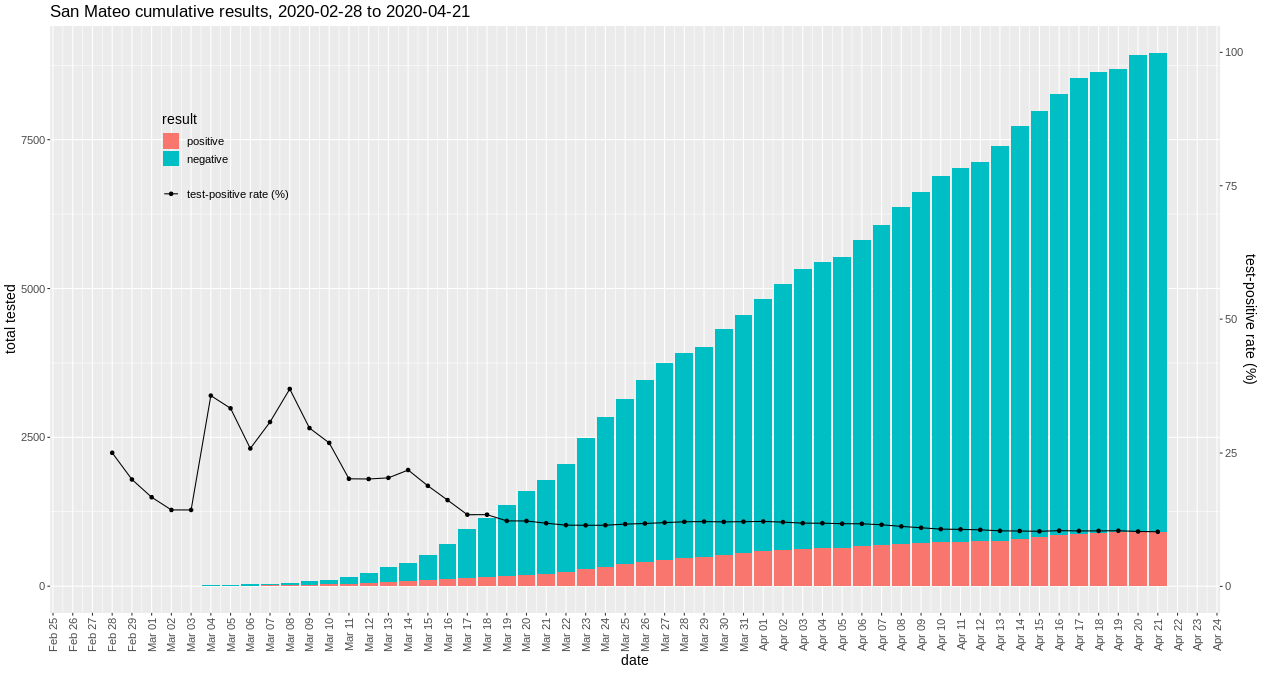 San Mateo cumulative results, 2020-02-28 to 2020-04-21
total tested
7500
5000
2500
0
result
positive
negative
test-positive rate (%)
100
75
50
25
0
test-positive rate (%)
Feb 25
Feb 26
Feb 27
Feb 28
Feb 29
Mar 01
Mar 02
Mar 03
Mar 04
Mar 05
Mar 06
Mar 07
Mar 08
Mar 09
Mar 10
Mar 11
Mar 12
Mar 13
Mar 14
Mar 15
Mar 16
Mar 17
Mar 18
Mar 19
Mar 20
Mar 21
Mar 22
Mar 23
Mar 24
Mar 25
Mar 26
Mar 27
Mar 28
Mar 29
Mar 30
Mar 31
Apr 01
Apr 02
Apr 03
Apr 04
Apr 05
Apr 06
Apr 07
Apr 08
Apr 09
Apr 10
Apr 11
Apr 12
Apr 13
Apr 14
Apr 15
Apr 16
Apr 17
Apr 18
Apr 19
Apr 20
Apr 21
Apr 22
Apr 23
Apr 24
date